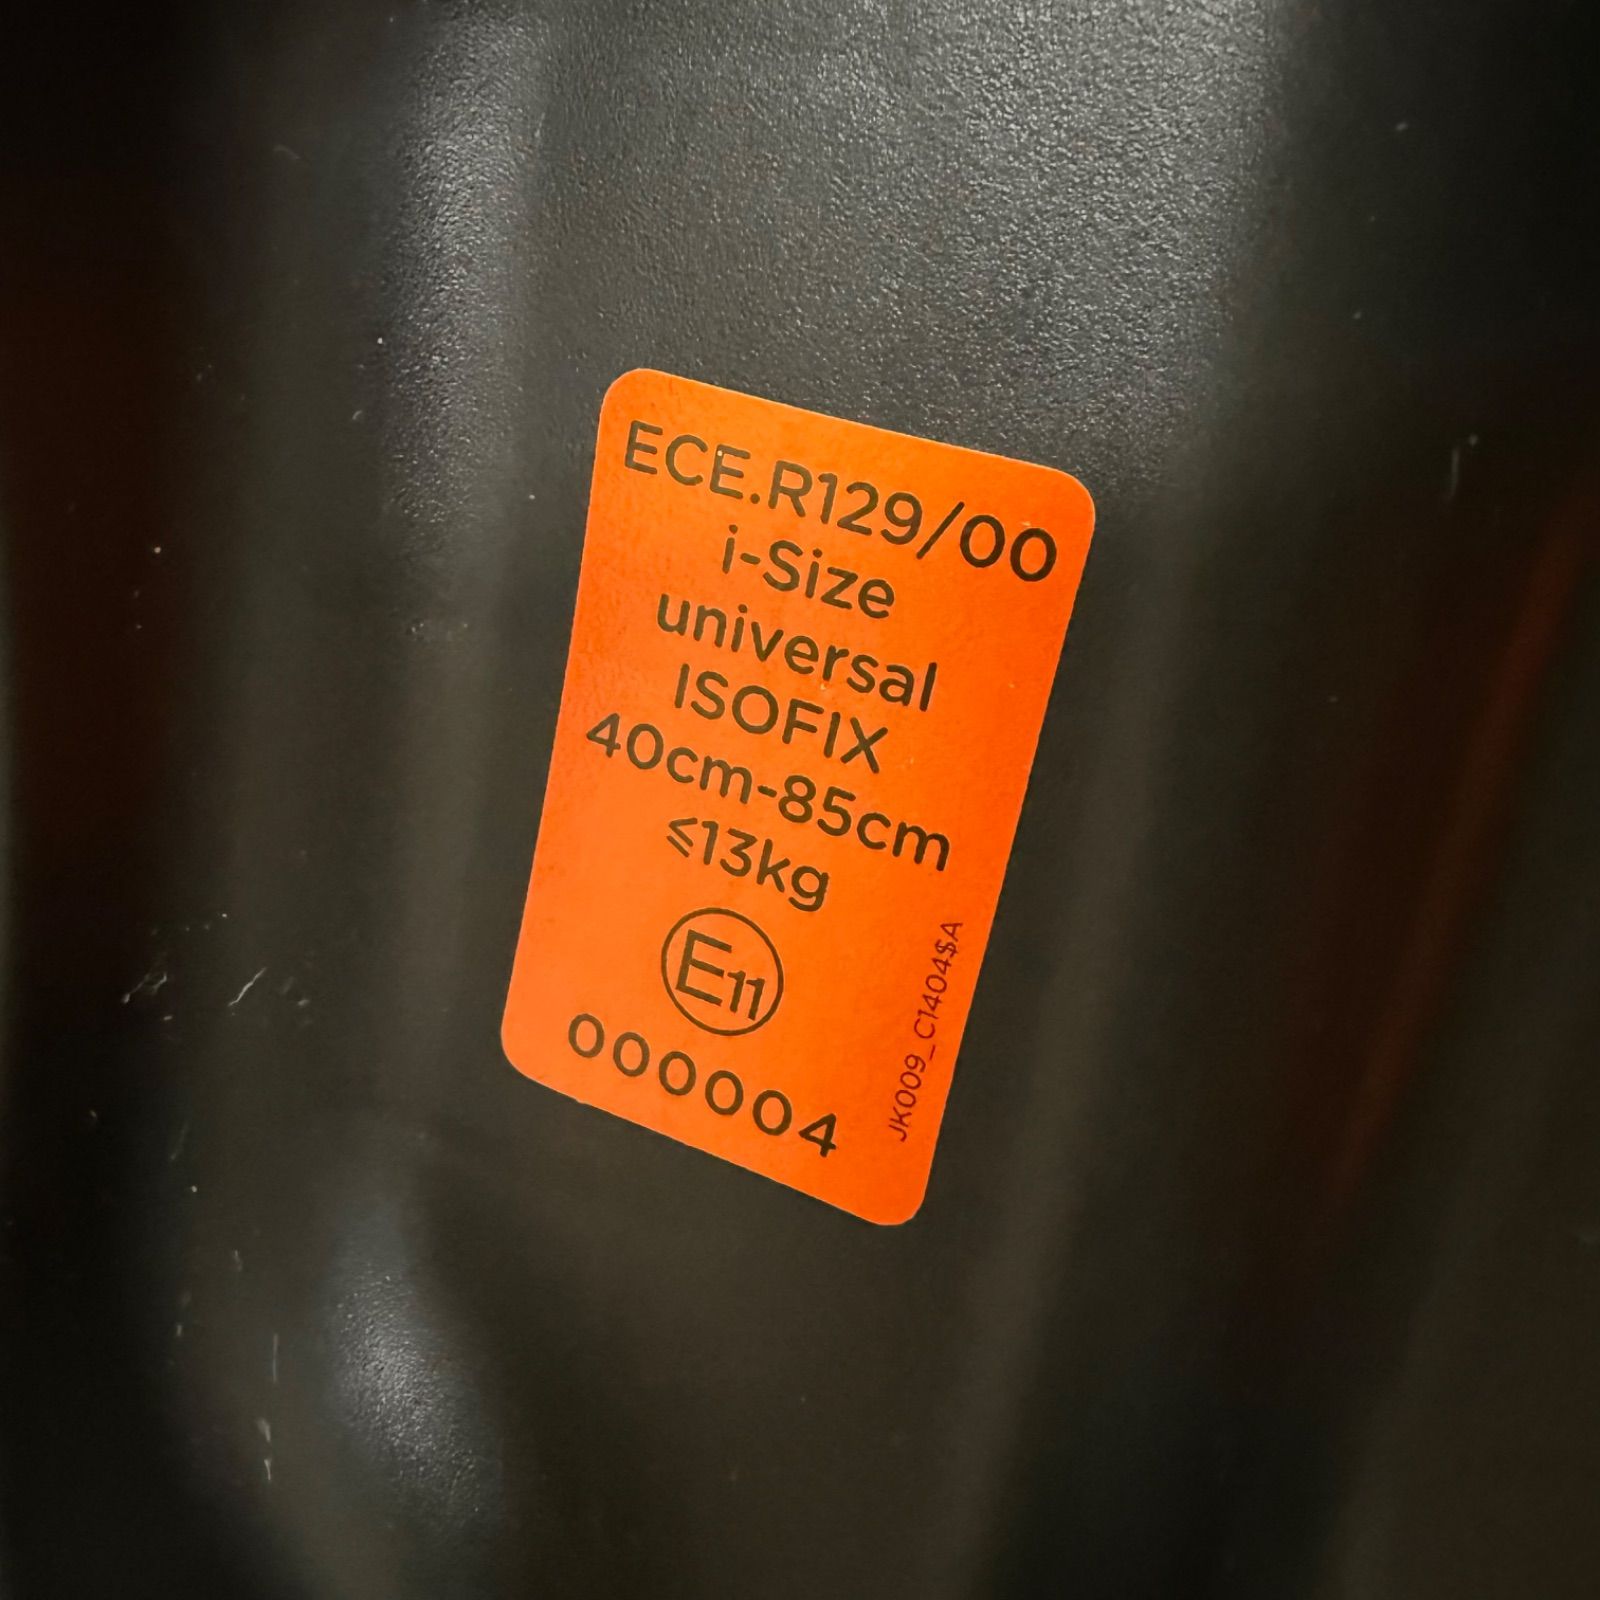 ECE.R129/00
i-Size
universal
ISOFIX
40cm-85cm
≤13kg
E11
000004
JK009_C1404$A